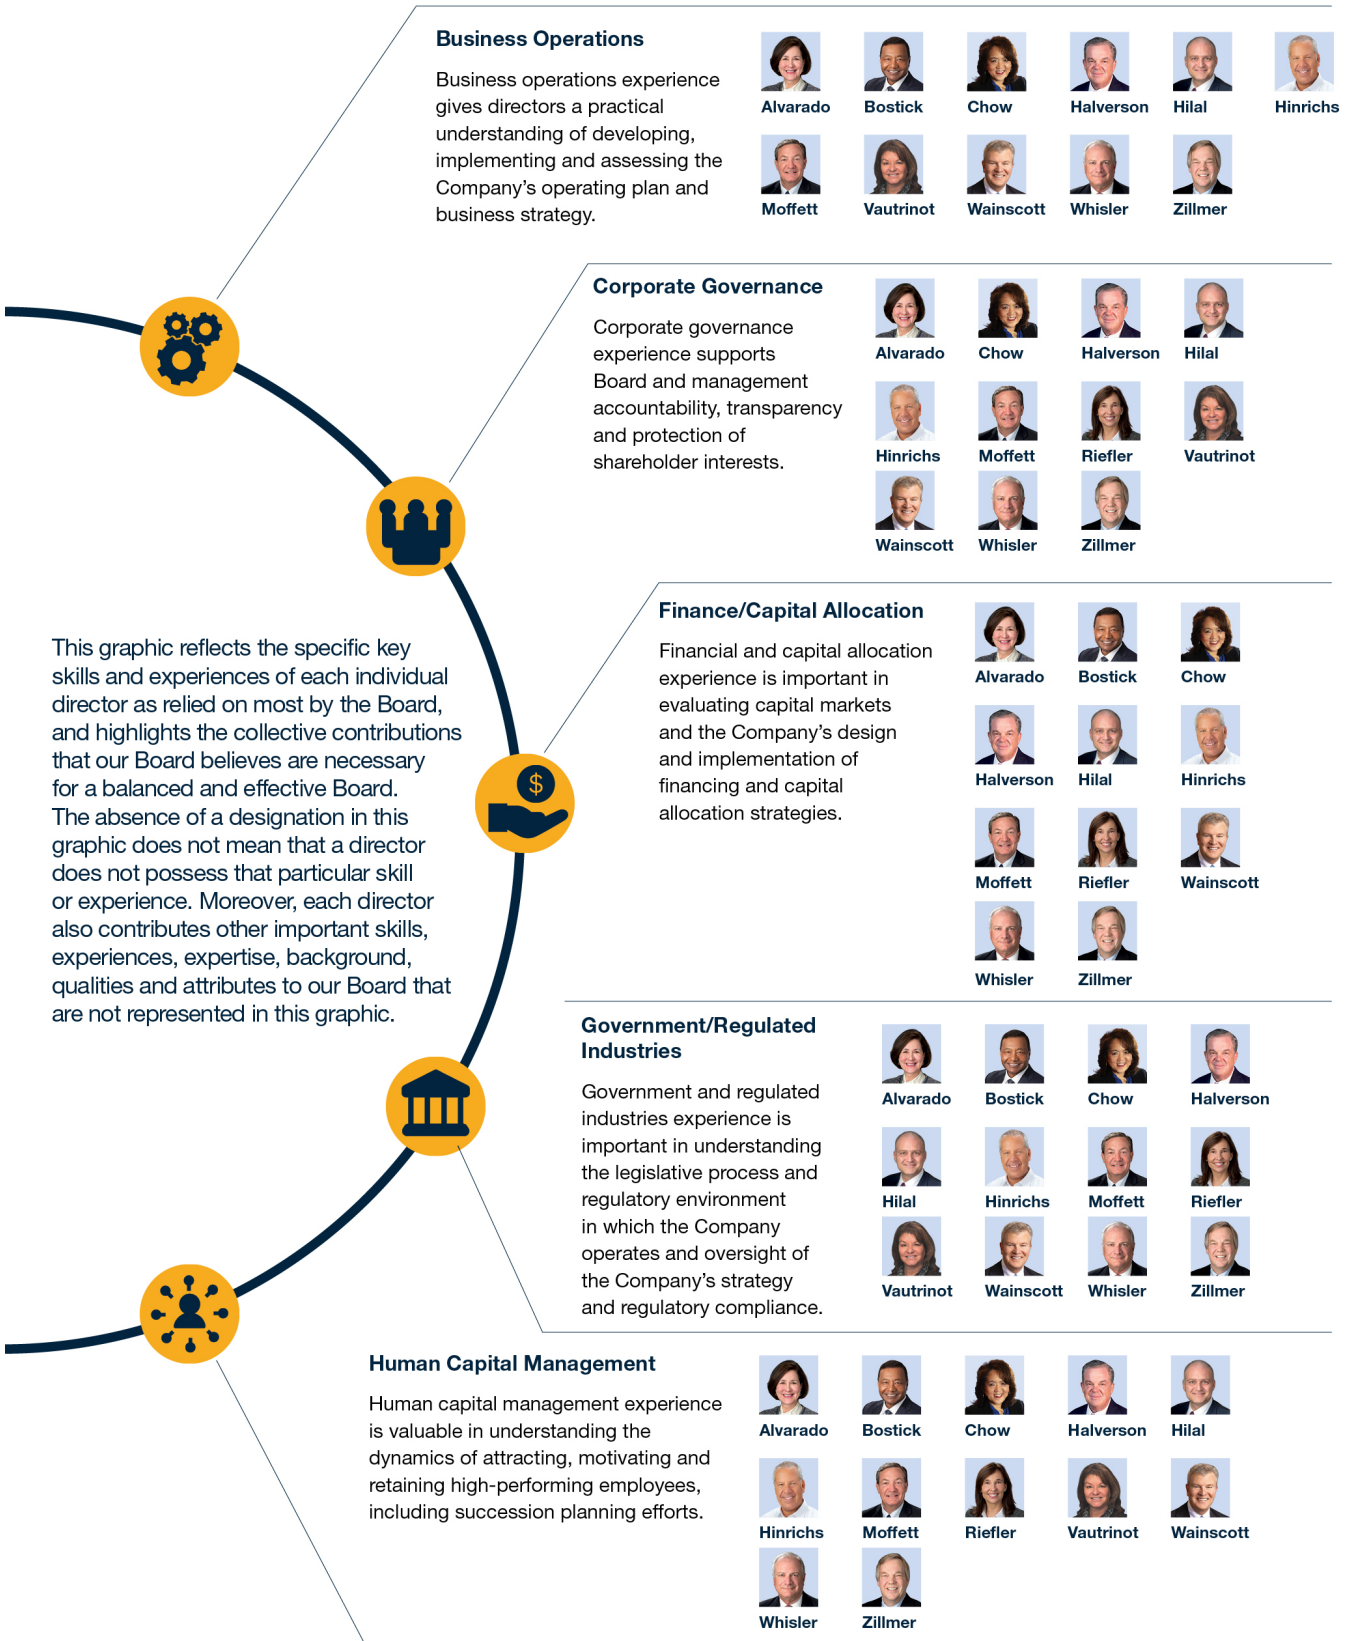 Business Operations
Business operations experience
gives directors a practical
understanding of developing,
implementing and assessing the
Company’s operating plan and
business strategy.
Alvarado Bostick Chow Halverson Hilal Hinrichs
Moffett Vautrinot Wainscott Whisler Zillmer
Corporate Governance
Corporate governance
experience supports
Board and management
accountability, transparency
and protection of
shareholder interests.
Alvarado Chow Halverson Hilal
Hinrichs Moffett Riefler Vautrinot
Wainscott Whisler Zillmer
This graphic reflects the specific key
skills and experiences of each individual
director as relied on most by the Board,
and highlights the collective contributions
that our Board believes are necessary
for a balanced and effective Board.
The absence of a designation in this
graphic does not mean that a director
does not possess that particular skill
or experience. Moreover, each director
also contributes other important skills,
experiences, expertise, background,
qualities and attributes to our Board that
are not represented in this graphic.
$
Finance/Capital Allocation
Financial and capital allocation
experience is important in
evaluating capital markets
and the Company’s design
and implementation of
financing and capital
allocation strategies.
Alvarado Bostick Chow
Halverson Hilal Hinrichs
Moffett Riefler Wainscott
Whisler Zillmer
Government/Regulated
Industries
Government and regulated
industries experience is
important in understanding
the legislative process and
regulatory environment
in which the Company
operates and oversight of
the Company’s strategy
and regulatory compliance.
Alvarado Bostick Chow Halverson
Hilal Hinrichs Moffett Riefler
Vautrinot Wainscott Whisler Zillmer
Human Capital Management
Human capital management experience
is valuable in understanding the
dynamics of attracting, motivating and
retaining high-performing employees,
including succession planning efforts.
Alvarado Bostick Chow Halverson Hilal
Hinrichs Moffett Riefler Vautrinot Wainscott
Whisler Zillmer